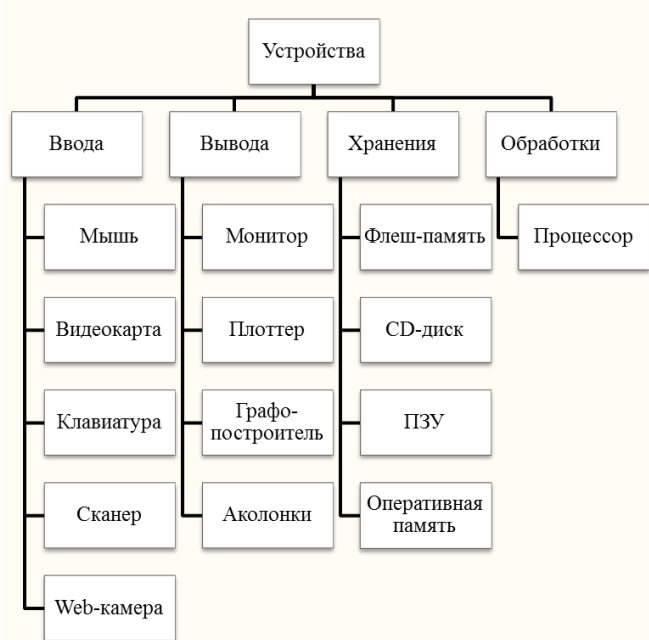 Устройства
Ввода
Вывода
Хранения
Обработки
Мышь
Монитор
Флеш-память
Процессор
Видеокарта
Плоттер
CD-диск
Клавиатура
Графо-
построитель
ПЗУ
Сканер
Аколонки
Оперативная
память
Web-камера